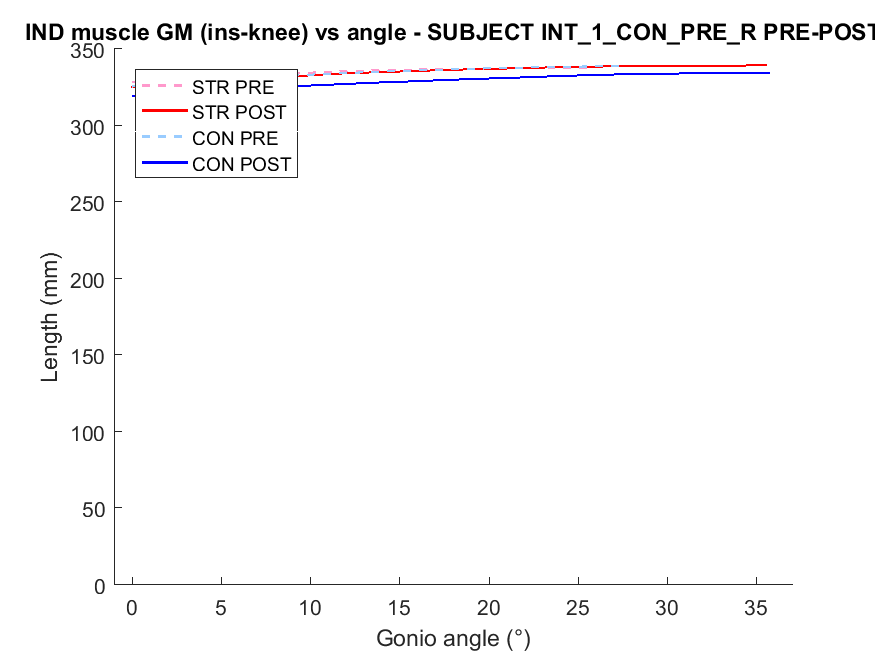 IND muscle GM (ins-knee) vs angle - SUBJECT INT_1_CON_PRE_R PRE-POST
350
300
250
200
150
100
50
0
Length (mm)
STR PRE
STR POST
CON PRE
CON POST
0 5 10 15 20 25 30 35
Gonio angle (°)